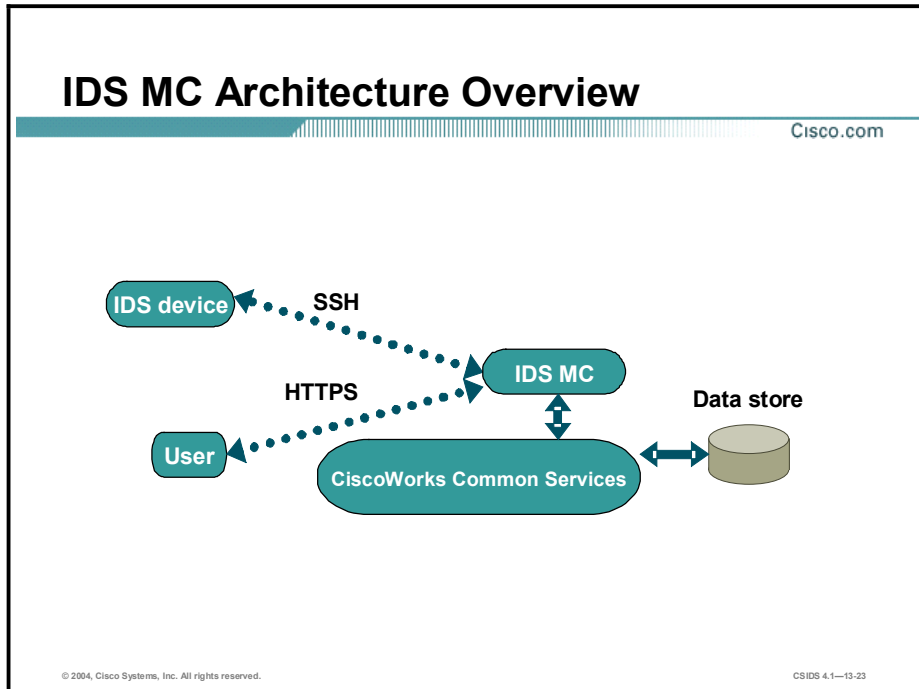 IDS MC Architecture Overview
Cisco.com
IDS device
SSH
IDS MC
HTTPS
Data store
User
CiscoWorks Common Services
© 2004, Cisco Systems, Inc. All rights reserved.
CSIDS 4.1—13-23